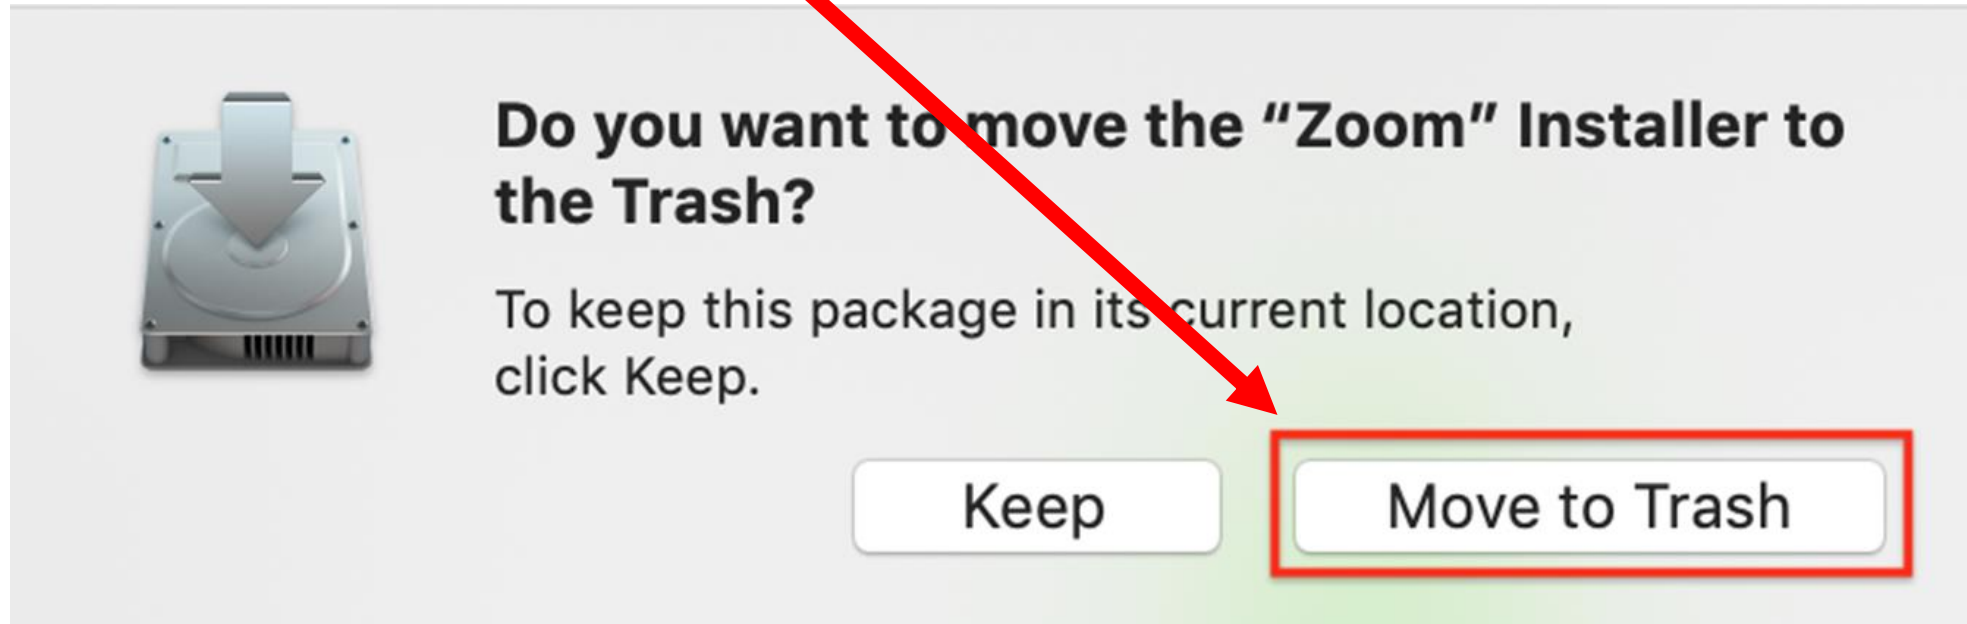 Do you want to move the “Zoom” Installer to
the Trash?
To keep this package in its current location,
click Keep.
Keep
Move to Trash